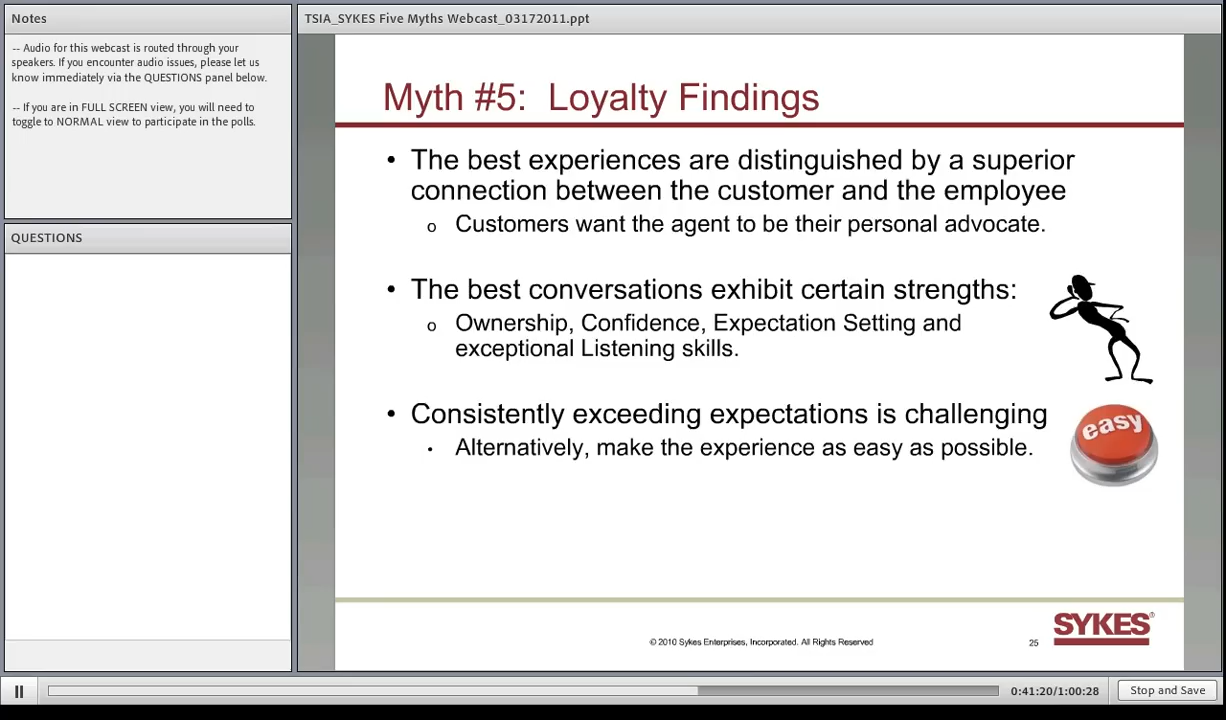 Notes
-- Audio for this webcast is routed through your
speakers. If you encounter audio issues, please let us
know immediately via the QUESTIONS panel below.
-- If you are in FULL SCREEN view, you will need to
toggle to NORMAL view to participate in the polls.
QUESTIONS
TSIA_SYKES Five Myths Webcast_03172011.ppt
Myth #5: Loyalty Findings
• The best experiences are distinguished by a superior
connection between the customer and the employee
o Customers want the agent to be their personal advocate.
• The best conversations exhibit certain strengths:
o Ownership, Confidence, Expectation Setting and
exceptional Listening skills.
• Consistently exceeding expectations is challenging
• Alternatively, make the experience as easy as possible.
easy
© 2010 Sykes Enterprises, Incorporated. All Rights Reserved
25
SYKES®
0:41:20/1:00:28
Stop and Save